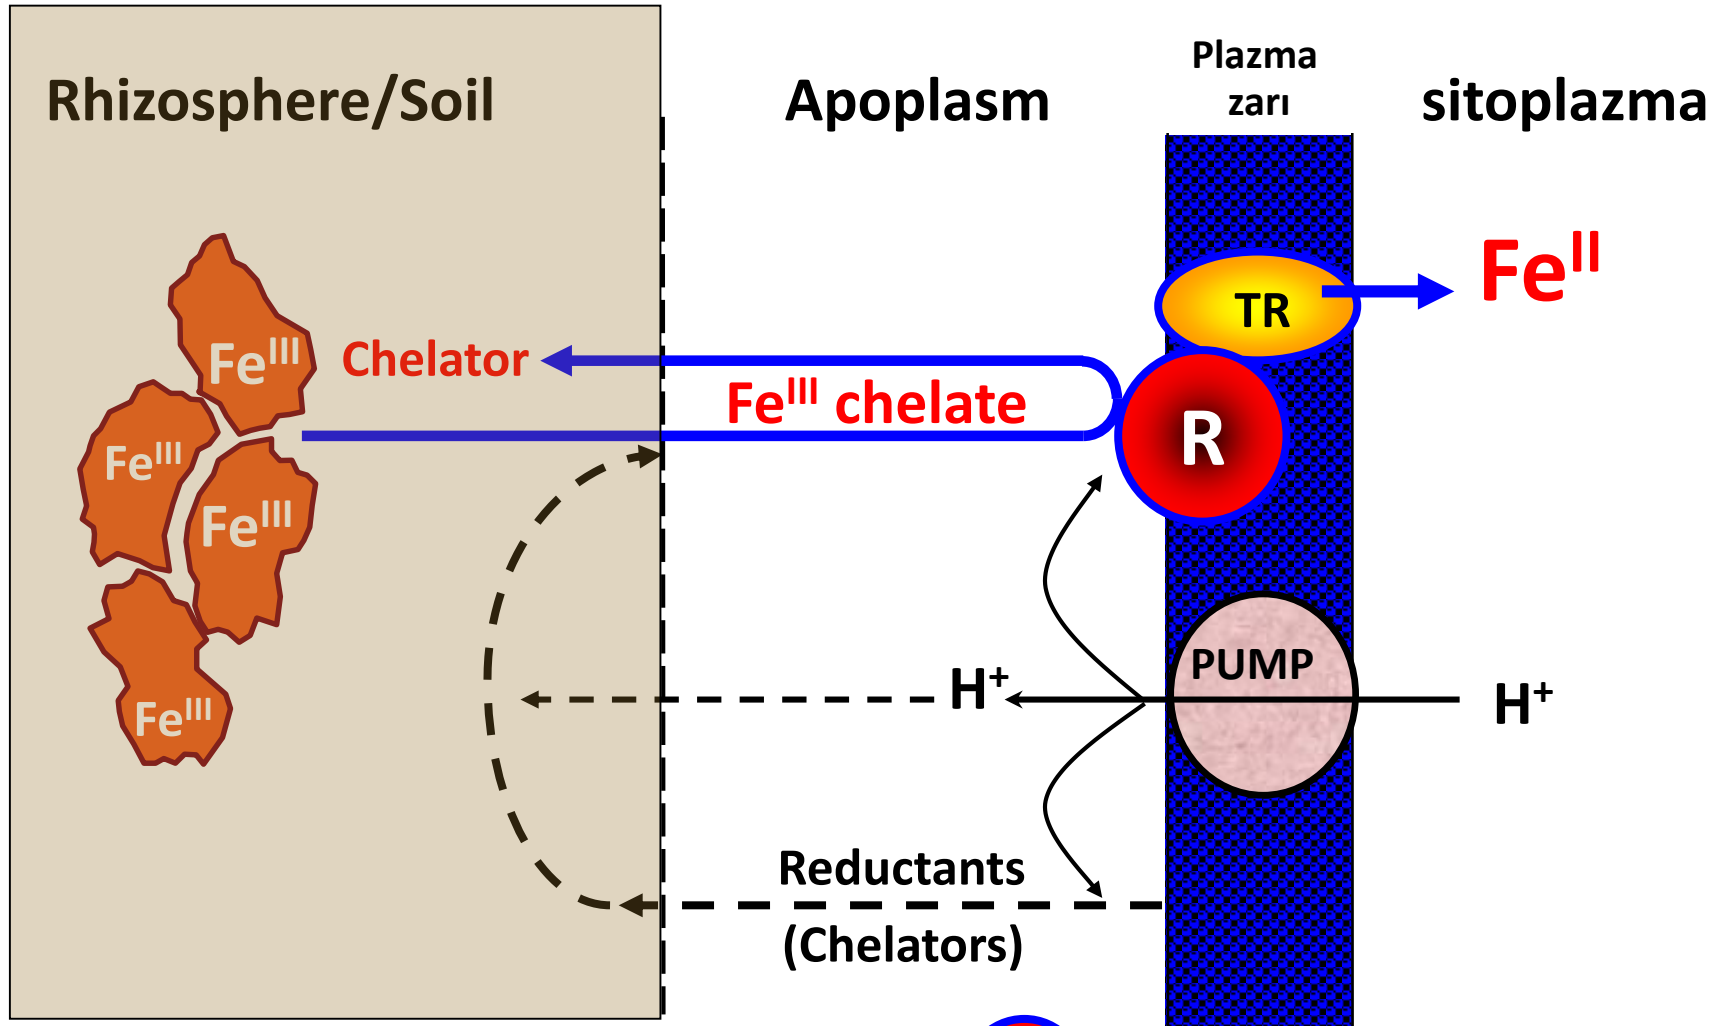 Plazma
zarı
Rhizosphere/Soil
Apoplasm
sitoplazma
Fe^II
TR
Fe^III
Chelator
Fe^III chelate
R
Fe^III
Fe^III
PUMP
H⁺
H⁺
Fe^III
Reductants
(Chelators)